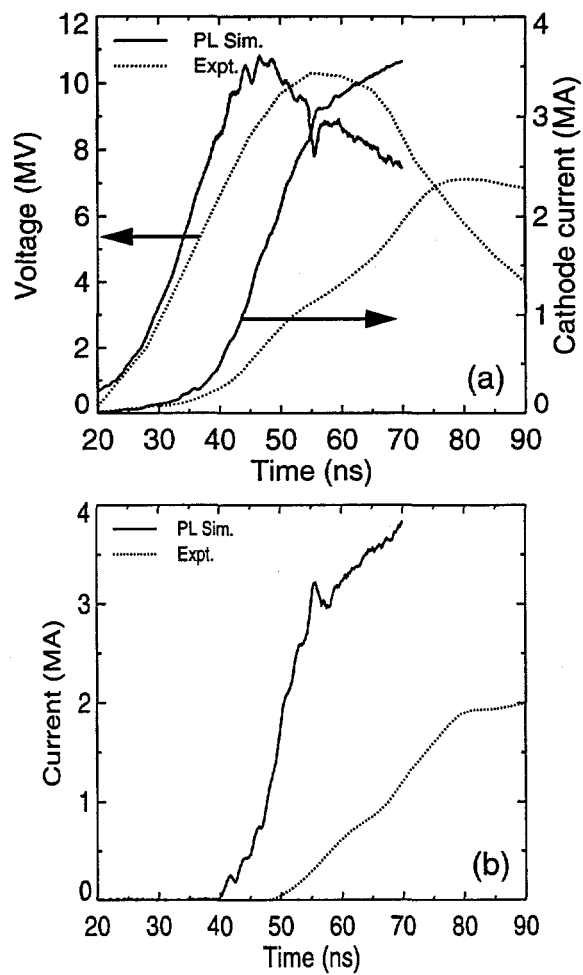 12
10
8
6
4
2
0
Voltage (MV)
PL Sim.
Expt.
4
3
2
1
0
Cathode current (MA)
(a)
20 30 40 50 60 70 80 90
Time (ns)
4
3
2
1
0
Current (MA)
PL Sim.
Expt.
(b)
20 30 40 50 60 70 80 90
Time (ns)